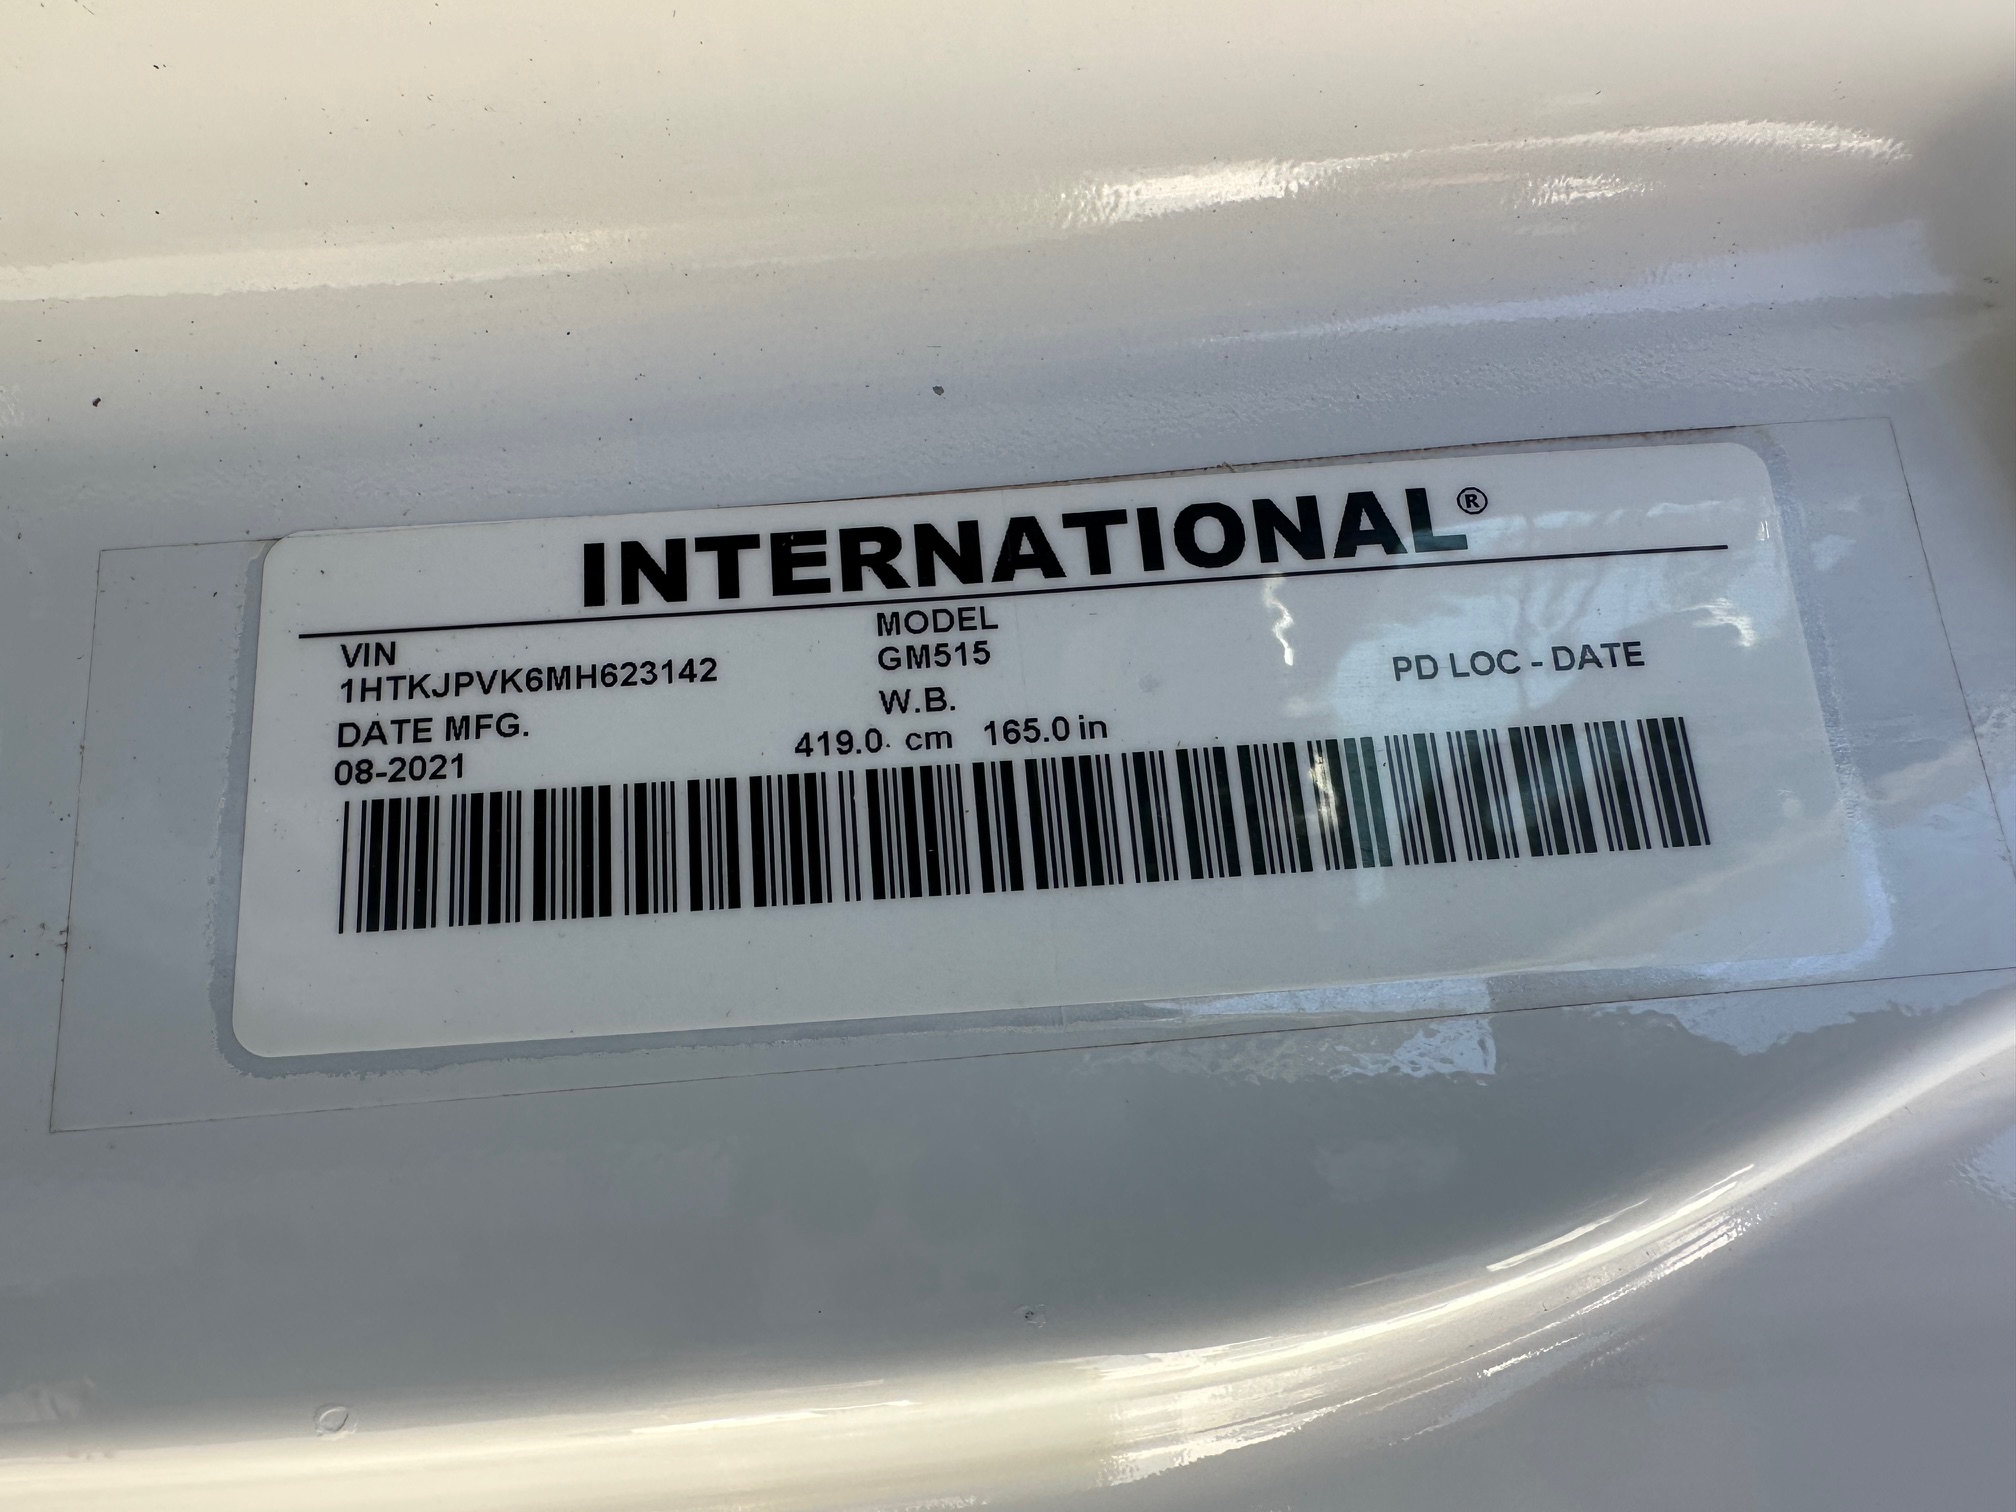 INTERNATIONAL®
VIN
1HTKJPVK6MH623142
MODEL
GM515
PD LOC - DATE
DATE MFG.
08-2021
W.B.
419.0 cm 165.0 in